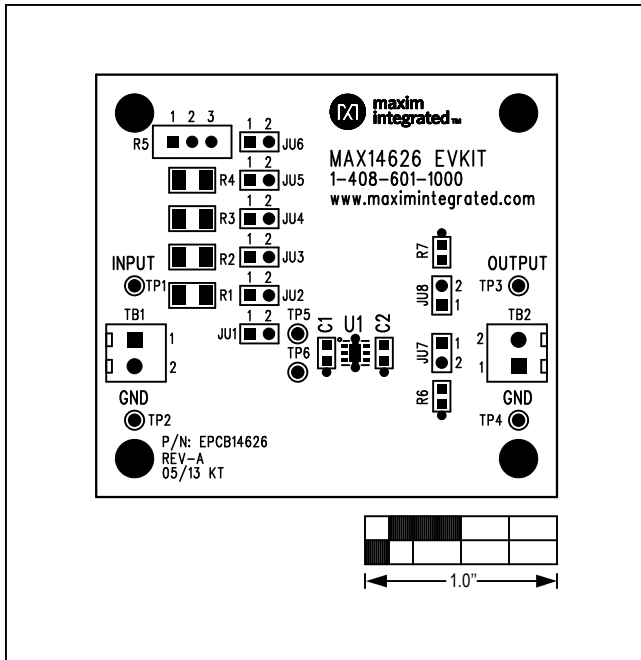 maxim
integrated™
1 2 3
R5
1 2
JU6
MAX14626 EVKIT
1-408-601-1000
www.maximintegrated.com
R4
1 2
JU5
R3
1 2
JU4
R2
1 2
JU3
R1
1 2
JU2
JU1
1 2
INPUT
TP1
TB1
1
2
GND
TP2
TP5
TP6
C1
U1
C2
R7
JU8
2
1
JU7
1
2
R6
OUTPUT
TP3
TB2
2
1
GND
TP4
P/N: EPCB14626
REV-A
05/13 KT
1.0"